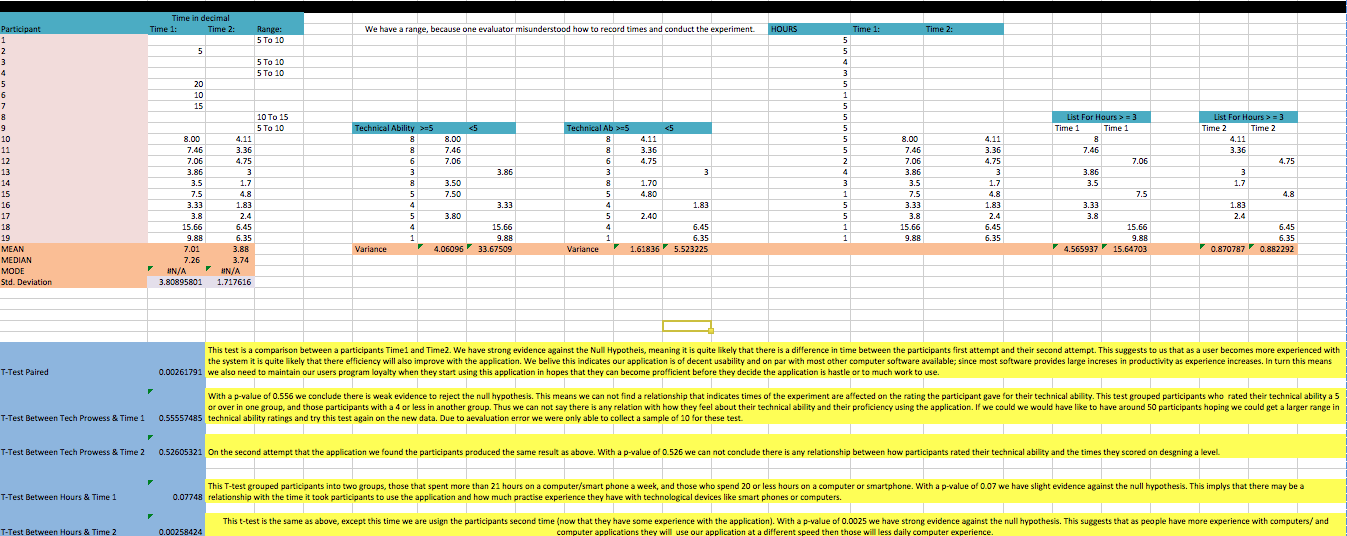 Time in decimal
Participant Time 1: Time 2: Range: We have a range, because one evaluator misunderstood how to record times and conduct the experiment. HOURS Time 1: Time 2:
1 5 To 10 5
2 5 5
3 5 To 10 4
4 5 To 10 3
5 20 5
6 10 1
7 15 5
8 10 To 15 5 List For Hours > = 3 List For Hours > = 3
9 5 To 10 Technical Ability >=5 <5 Technical Ab >=5 <5 5 Time 1 Time 1 Time 2 Time 2
10 8.00 4.11 8 8.00 8 4.11 5 8.00 4.11 8 4.11
11 7.46 3.36 8 7.46 8 3.36 5 7.46 3.36 7.46 3.36
12 7.06 4.75 6 7.06 6 4.75 2 7.06 4.75 7.06 4.75
13 3.86 3 3 3.86 3 3 4 3.86 3 3.86 3
14 3.5 1.7 8 3.50 8 1.70 3 3.5 1.7 3.5 1.7
15 7.5 4.8 5 7.50 5 4.80 1 7.5 4.8 7.5 4.8
16 3.33 1.83 4 3.33 4 1.83 5 3.33 1.83 3.33 1.83
17 3.8 2.4 5 3.80 5 2.40 5 3.8 2.4 3.8 2.4
18 15.66 6.45 4 15.66 4 6.45 1 15.66 6.45 15.66 6.45
19 9.88 6.35 1 9.88 1 6.35 1 9.88 6.35 9.88 6.35
MEAN 7.01 3.88 Variance 4.06096 33.67509 Variance 1.61836 5.523225 4.565937 15.64703 0.870787 0.882292
MEDIAN 7.26 3.74
MODE #N/A #N/A
Std. Deviation 3.80895801 1.717616
This test is a comparison between a participants Time1 and Time2. We have strong evidence against the Null Hypotheis, meaning it is quite likely that there is a difference in time between the participants first attempt and their second attempt. This suggests to us that as a user becomes more experienced with
the system it is quite likely that there efficiency will also improve with the application. We belive this indicates our application is of decent usability and on par with most other computer software available; since most software provides large increses in productivity as experience increases. In turn this means
T-Test Paired 0.00261791 we also need to maintain our users program loyalty when they start using this application in hopes that they can become profficient before they decide the application is hastle or to much work to use.
With a p-value of 0.556 we conclude there is weak evidence to reject the null hypothesis. This means we can not find a relationship that indicates times of the experiment are affected on the rating the participant gave for their technical ability. This test grouped participants who rated their technical ability a 5
or over in one group, and those participants with a 4 or less in another group. Thus we can not say there is any relation with how they feel about their technical ability and their proficiency using the application. If we could we would have like to have around 50 participants hoping we could get a larger range in
T-Test Between Tech Prowess & Time 1 0.55557485 technical ability ratings and try this test again on the new data. Due to aevaluation error we were only able to collect a sample of 10 for these test.
T-Test Between Tech Prowess & Time 2 0.52605321 On the second attempt that the application we found the participants produced the same result as above. With a p-value of 0.526 we can not conclude there is any relationship between how participants rated their technical ability and the times they scored on desgning a level.
This T-test grouped participants into two groups, those that spent more than 21 hours on a computer/smart phone a week, and those who spend 20 or less hours on a computer or smartphone. With a p-value of 0.07 we have slight evidence against the null hypothesis. This implys that there may be a
T-Test Between Hours & Time 1 0.07748 relationship with the time it took participants to use the application and how much practise experience they have with technological devices like smart phones or computers.
This t-test is the same as above, except this time we are usign the participants second time (now that they have some experience with the application). With a p-value of 0.0025 we have strong evidence against the null hypothesis. This suggests that as people have more experience with computers/ and
T-Test Between Hours & Time 2 0.00258424 computer applications they will use our application at a different speed then those will less daily computer experience.